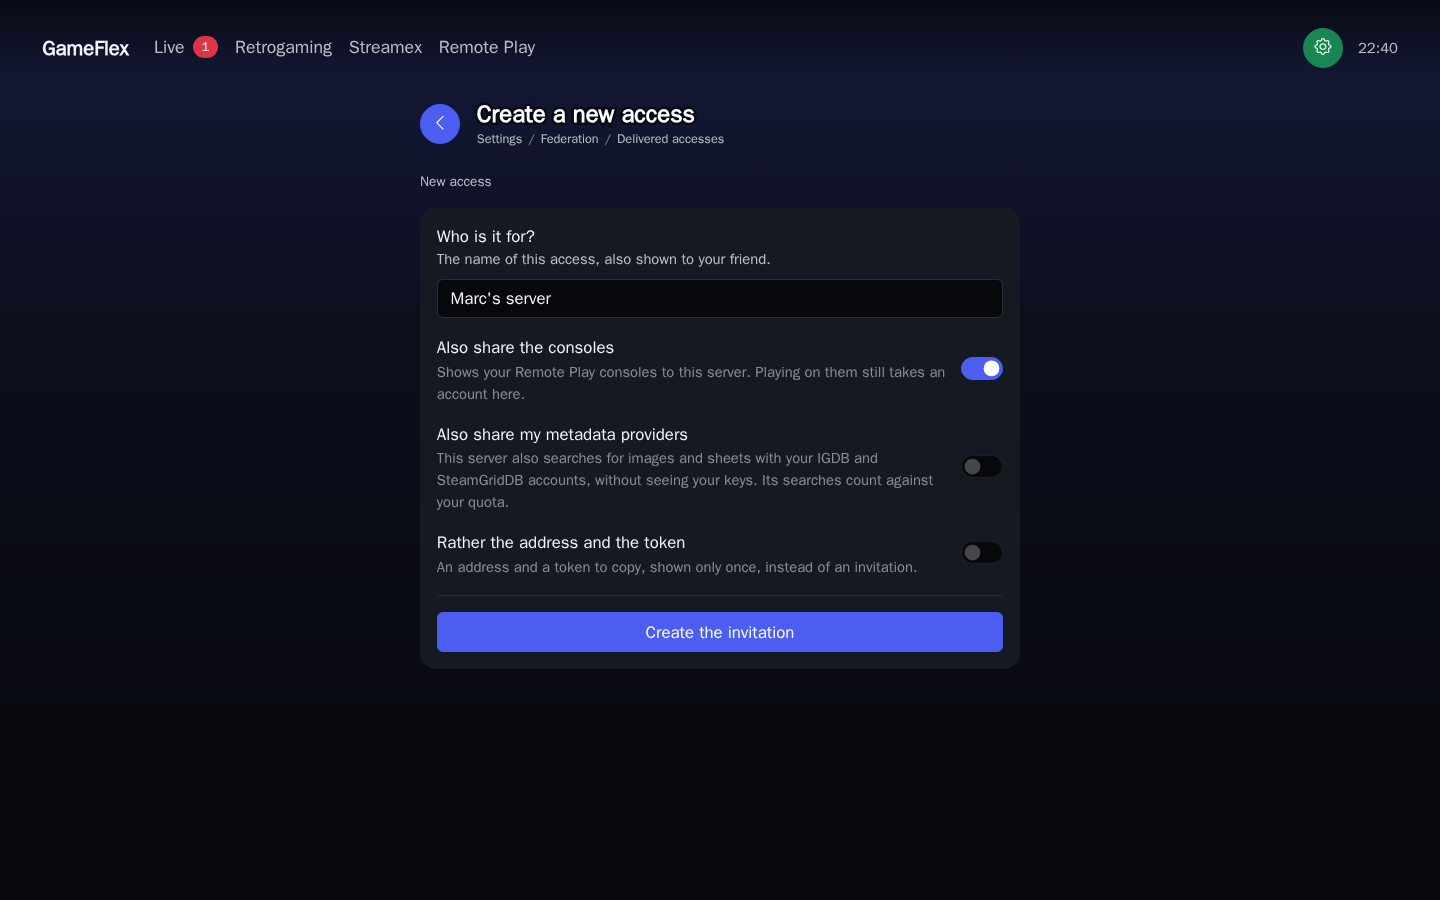 GameFlex Live 1 Retrogaming Streamex Remote Play 22:40
Create a new access
Settings / Federation / Delivered accesses
New access
Who is it for?
The name of this access, also shown to your friend.
Marc's server
Also share the consoles
Shows your Remote Play consoles to this server. Playing on them still takes an
account here.
Also share my metadata providers
This server also searches for images and sheets with your IGDB and
SteamGridDB accounts, without seeing your keys. Its searches count against
your quota.
Rather the address and the token
An address and a token to copy, shown only once, instead of an invitation.
Create the invitation